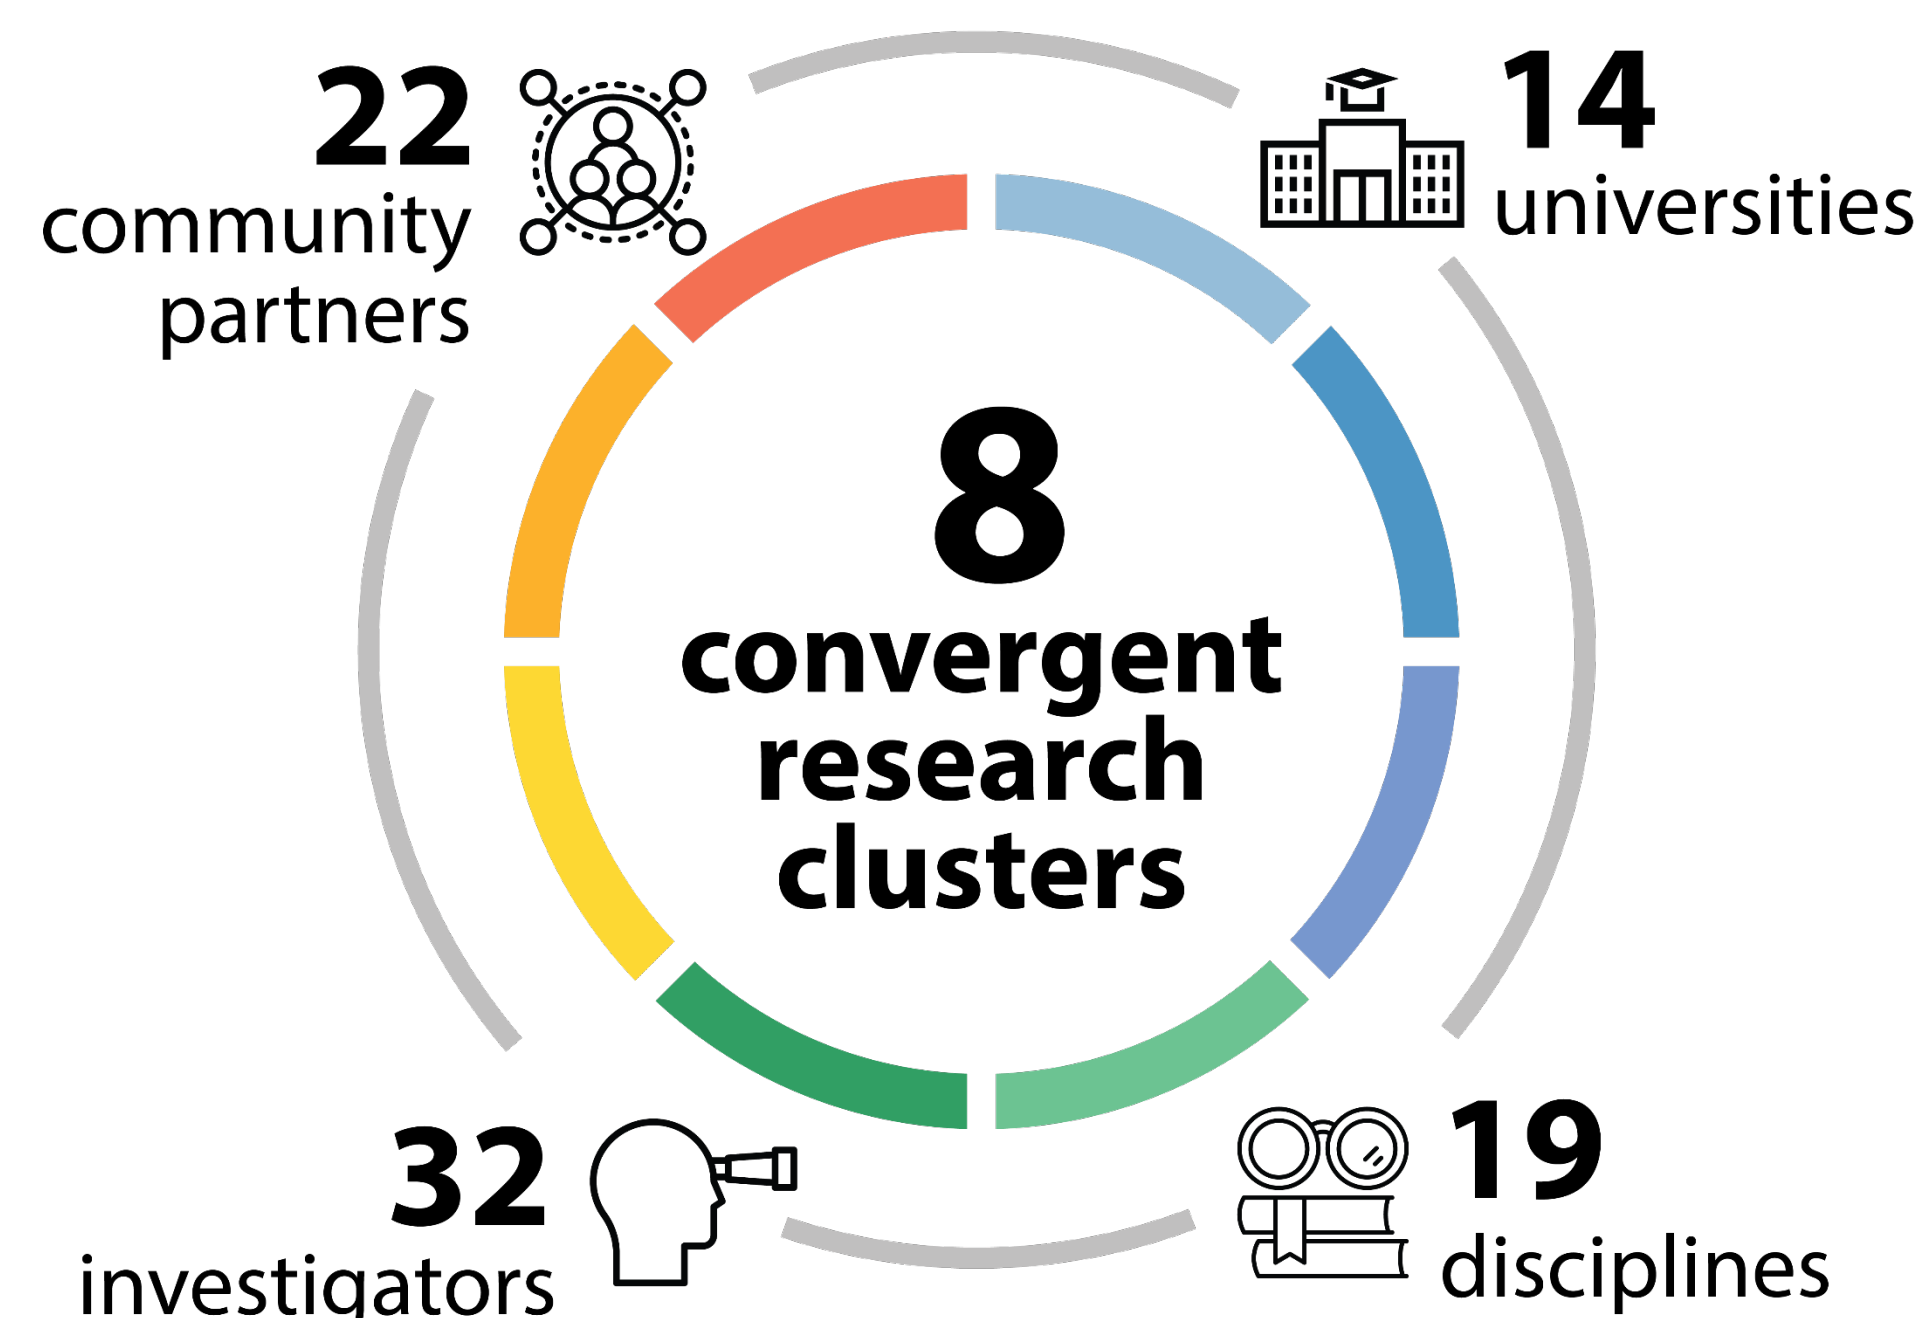 22
community
partners
14
universities
8
convergent
research
clusters
32
investigators
19
disciplines